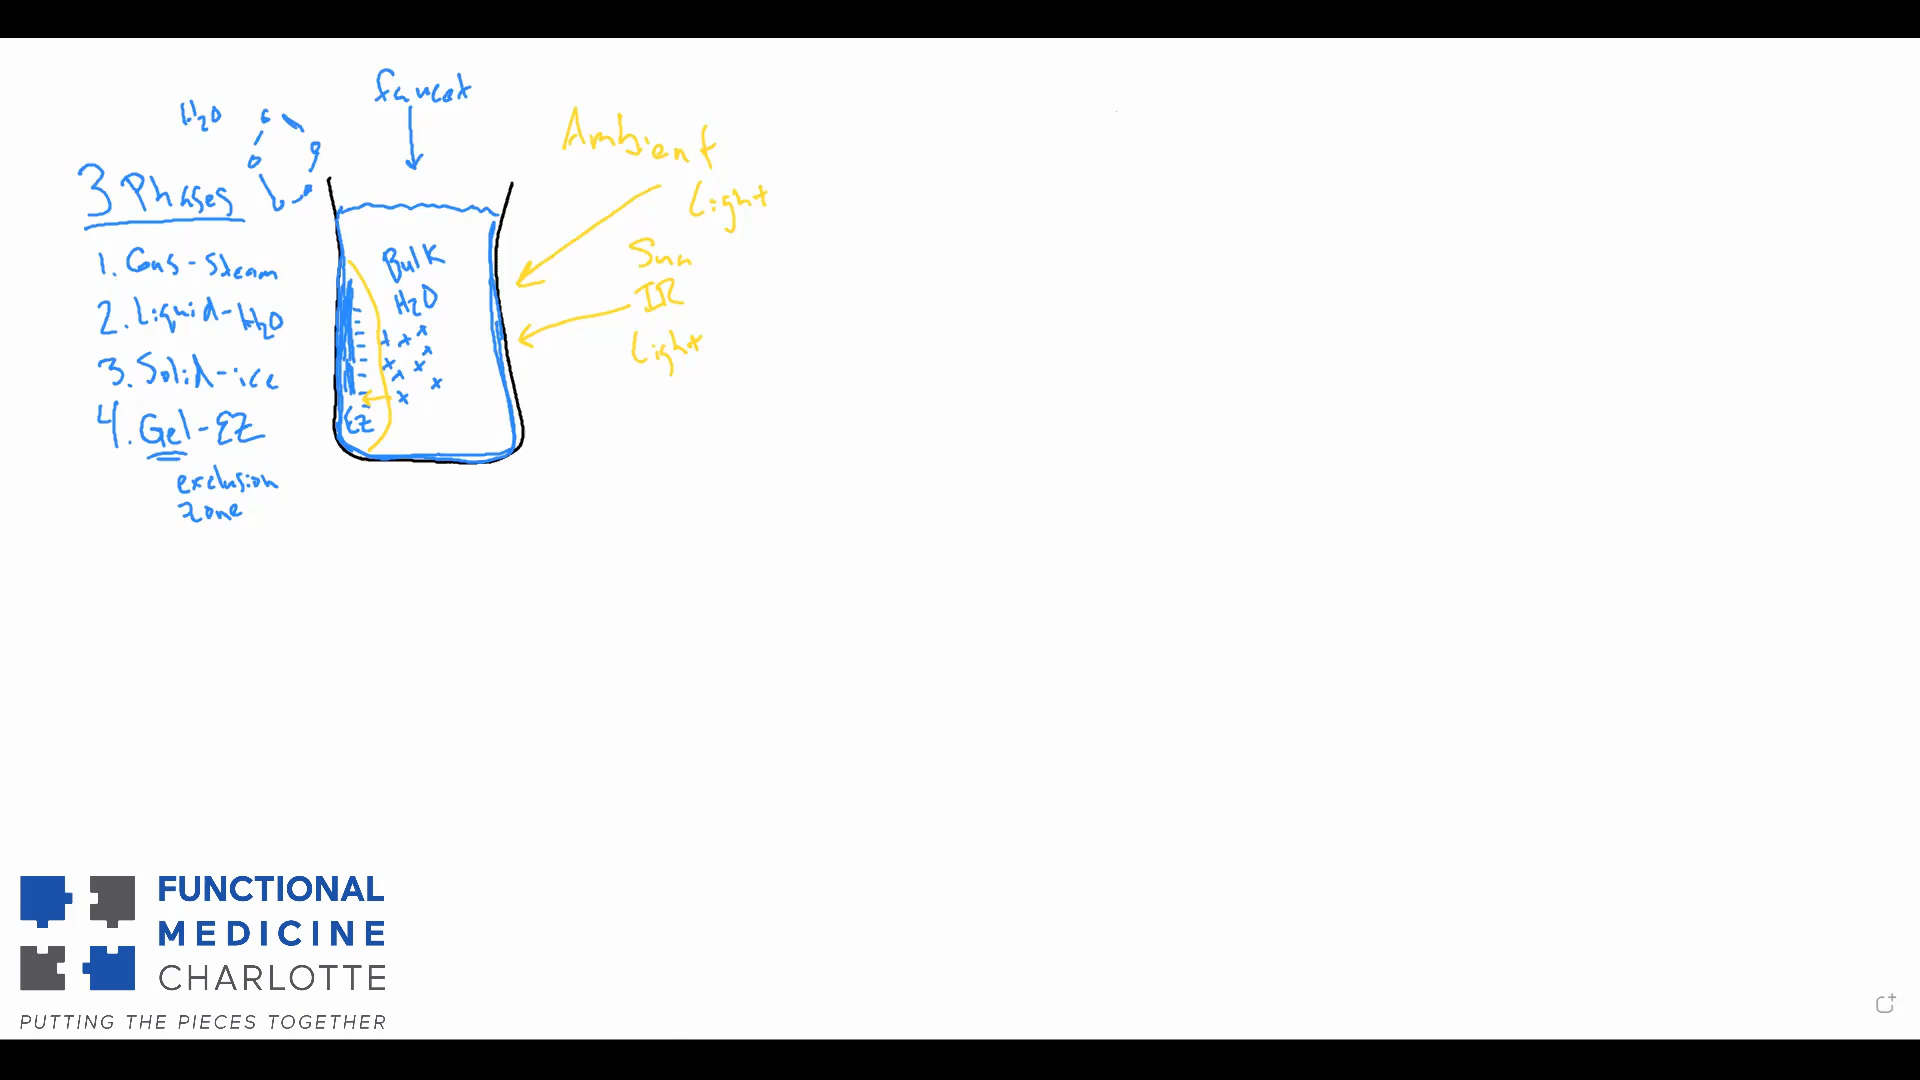 faucet
H2O
3 Phases
1. Gas - Steam
2. Liquid - H2O
3. Solid - ice
4. Gel - EZ
exclusion
zone
Bulk
H2O
EZ
Ambient
Light
Sun
IR
Light
FUNCTIONAL
MEDICINE
CHARLOTTE
PUTTING THE PIECES TOGETHER